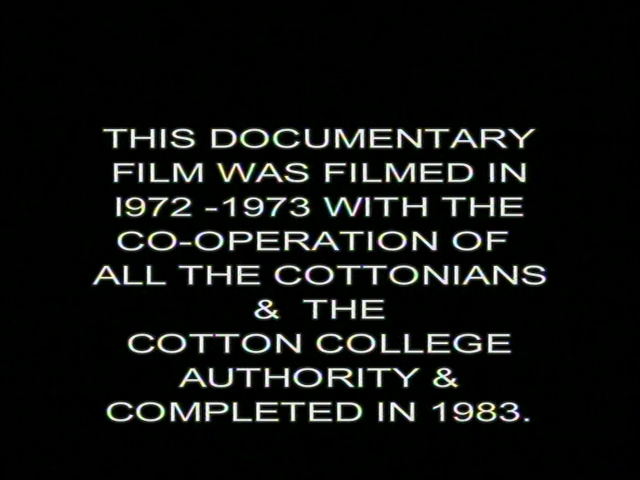 THIS DOCUMENTARY
FILM WAS FILMED IN
I972 -1973 WITH THE
CO-OPERATION OF
ALL THE COTTONIANS
& THE
COTTON COLLEGE
AUTHORITY &
COMPLETED IN 1983.